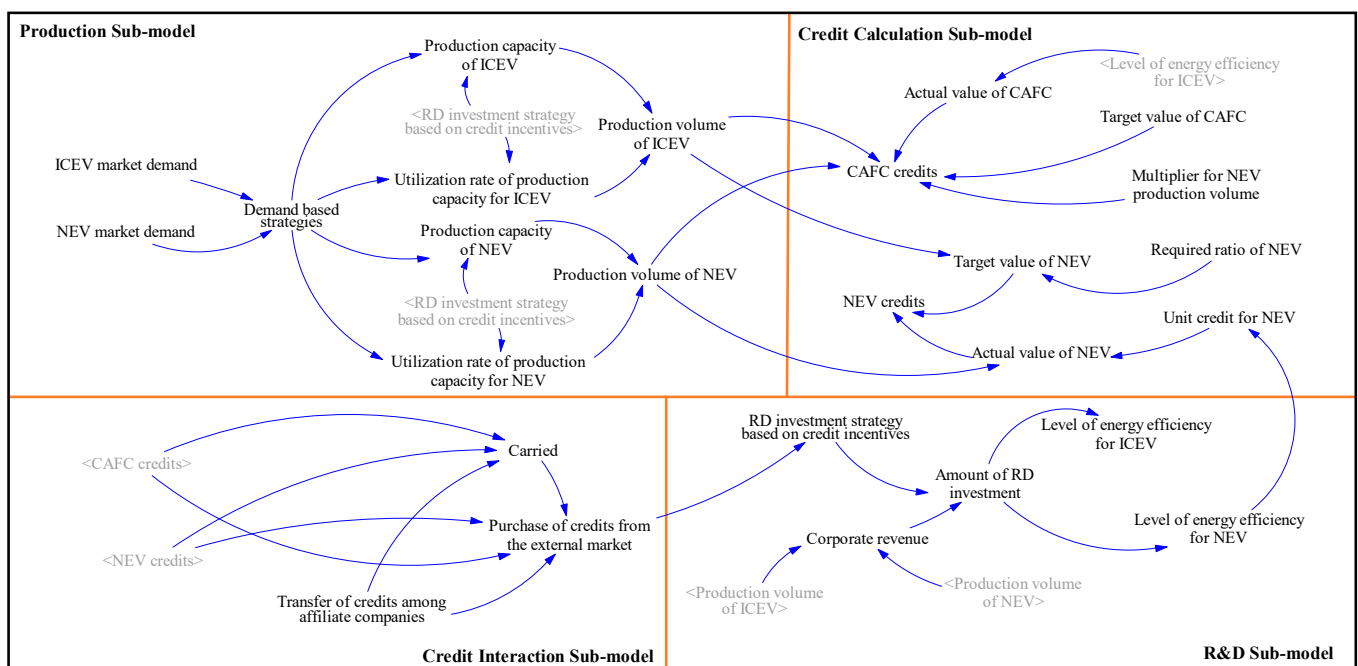 Production Sub-model
Production capacity
of ICEV
<RD investment strategy
based on credit incentives>
Production volume
of ICEV
ICEV market demand
Utilization rate of production
capacity for ICEV
Demand based
strategies
NEV market demand
Production capacity
of NEV
Production volume of NEV
<RD investment strategy
based on credit incentives>
Utilization rate of production
capacity for NEV
Credit Calculation Sub-model
<Level of energy efficiency
for ICEV>
Actual value of CAFC
Target value of CAFC
CAFC credits
Multiplier for NEV
production volume
Required ratio of NEV
Target value of NEV
NEV credits
Unit credit for NEV
Actual value of NEV
<CAFC credits>
Carried
Purchase of credits from
the external market
<NEV credits>
Transfer of credits among
affiliate companies
Credit Interaction Sub-model
RD investment strategy
based on credit incentives
Level of energy efficiency
for ICEV
Amount of RD
investment
Corporate revenue
Level of energy efficiency
for NEV
<Production volume
of ICEV>
<Production volume
of NEV>
R&D Sub-model